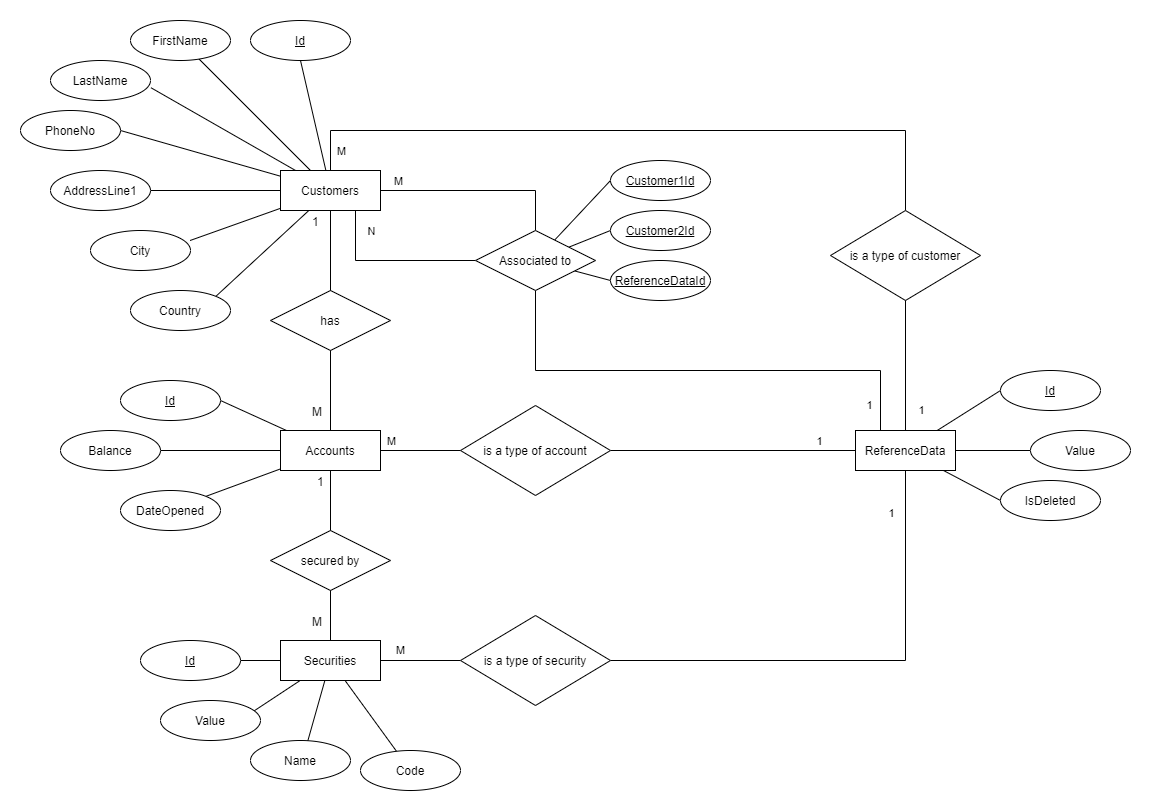 FirstName
Id
LastName
PhoneNo
M
Customers
M
Customer1Id
AddressLine1
1
N
Customer2Id
City
Associated to
is a type of customer
ReferenceDataId
Country
has
Id
M
1
1
Id
Balance
Accounts
M
is a type of account
1
ReferenceData
Value
DateOpened
1
IsDeleted
1
secured by
M
Id
Securities
M
is a type of security
Value
Name
Code